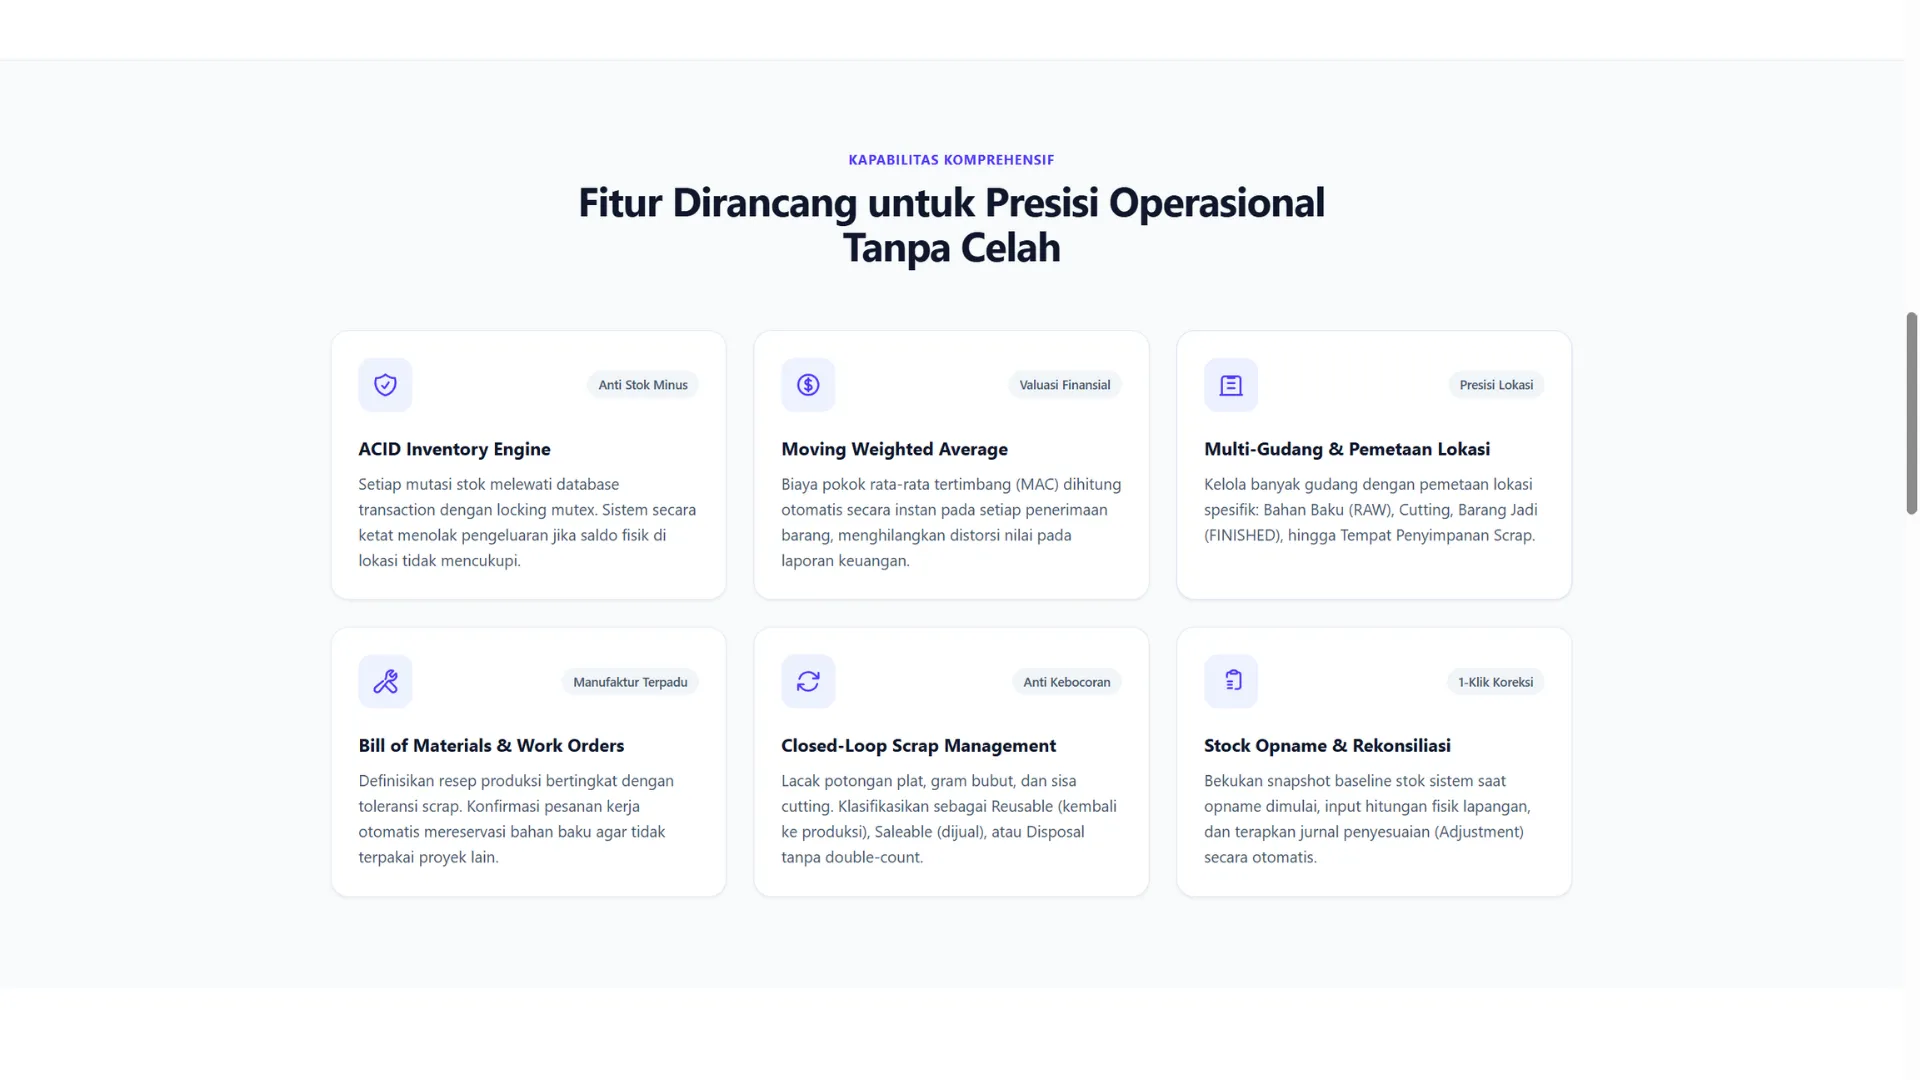 KAPABILITAS KOMPREHENSIF
Fitur Dirancang untuk Presisi Operasional
Tanpa Celah
Anti Stok Minus
ACID Inventory Engine
Setiap mutasi stok melewati database
transaction dengan locking mutex. Sistem secara
ketat menolak pengeluaran jika saldo fisik di
lokasi tidak mencukupi.
Valuasi Finansial
Moving Weighted Average
Biaya pokok rata-rata tertimbang (MAC) dihitung
otomatis secara instan pada setiap penerimaan
barang, menghilangkan distorsi nilai pada
laporan keuangan.
Presisi Lokasi
Multi-Gudang & Pemetaan Lokasi
Kelola banyak gudang dengan pemetaan lokasi
spesifik: Bahan Baku (RAW), Cutting, Barang Jadi
(FINISHED), hingga Tempat Penyimpanan Scrap.
Manufaktur Terpadu
Bill of Materials & Work Orders
Definisikan resep produksi bertingkat dengan
toleransi scrap. Konfirmasi pesanan kerja
otomatis mereservasi bahan baku agar tidak
terpakai proyek lain.
Anti Kebocoran
Closed-Loop Scrap Management
Lacak potongan plat, gram bubut, dan sisa
cutting. Klasifikasikan sebagai Reusable (kembali
ke produksi), Saleable (dijual), atau Disposal
tanpa double-count.
1-Klik Koreksi
Stock Opname & Rekonsiliasi
Bekukan snapshot baseline stok sistem saat
opname dimulai, input hitungan fisik lapangan,
dan terapkan jurnal penyesuaian (Adjustment)
secara otomatis.